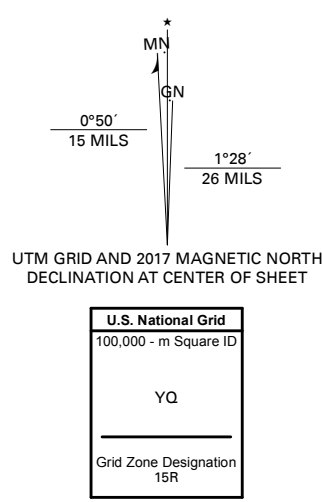 ★
MN
GN
0°50´
15 MILS
1°28´
26 MILS
UTM GRID AND 2017 MAGNETIC NORTH
DECLINATION AT CENTER OF SHEET
U.S. National Grid
100,000 - m Square ID
YQ
Grid Zone Designation
15R